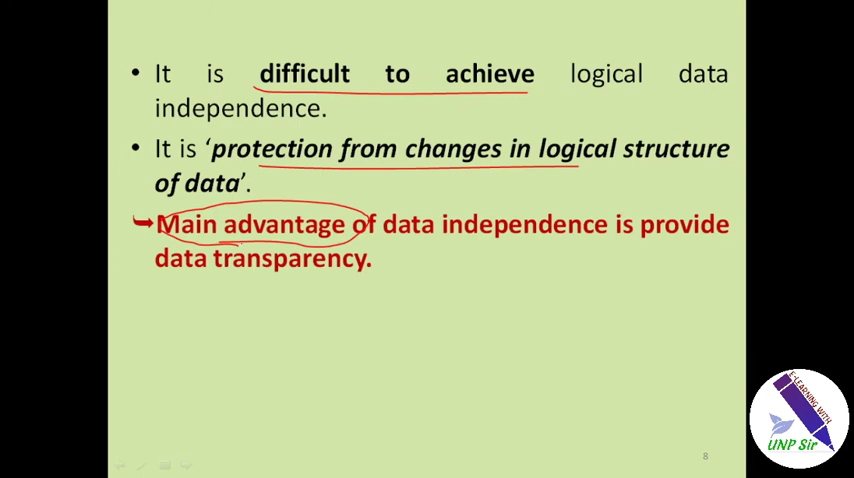 • It is difficult to achieve logical data
independence.
• It is ‘protection from changes in logical structure
of data’.
Main advantage of data independence is provide
data transparency.
E-LEARNING WITH
UNP Sir
8